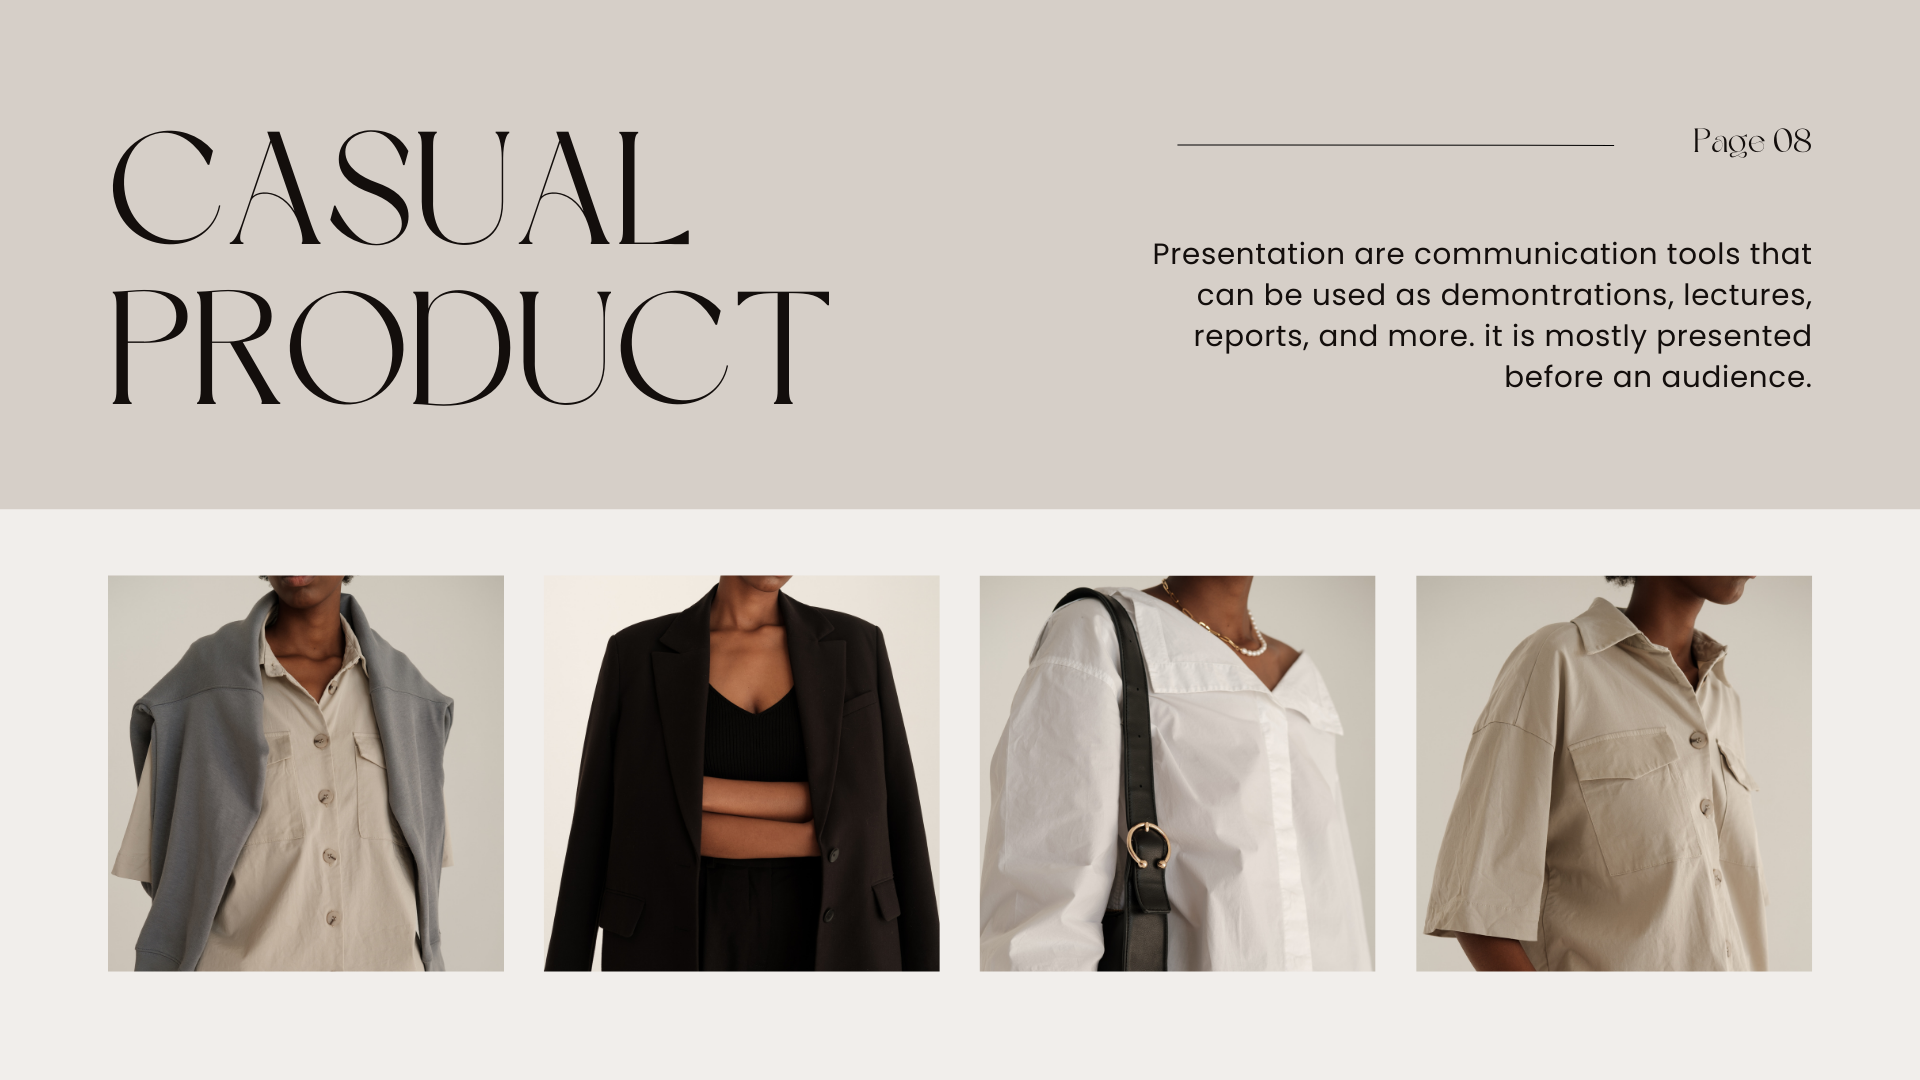 CASUAL
PRODUCT
Page 08
Presentation are communication tools that
can be used as demontrations, lectures,
reports, and more. it is mostly presented
before an audience.